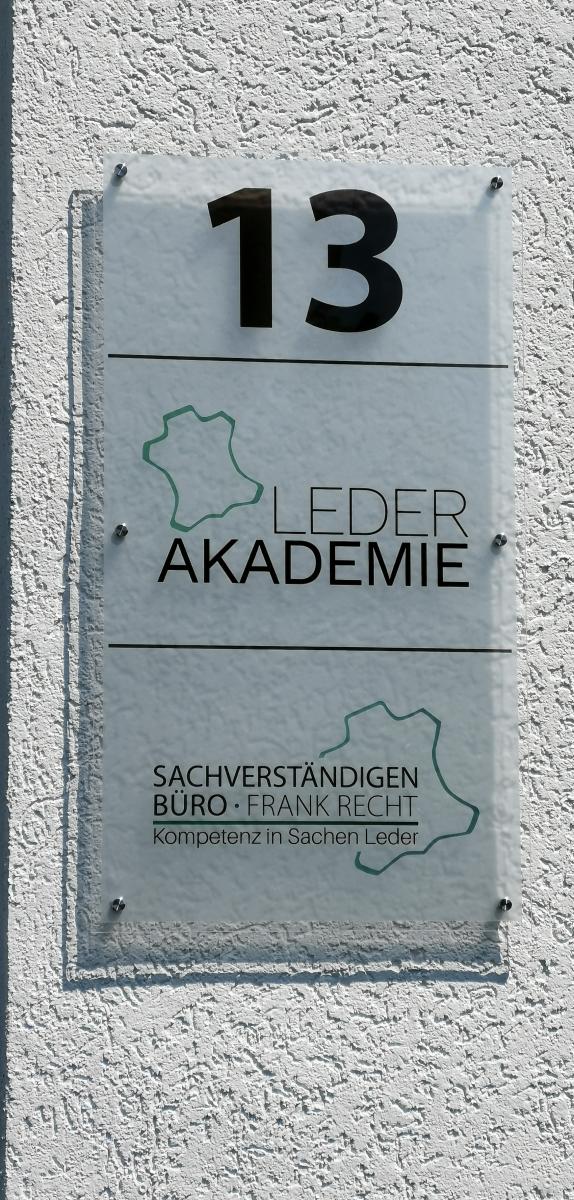 13
LEDER
AKADEMIE
SACHVERSTÄNDIGEN
BÜRO · FRANK RECHT
Kompetenz in Sachen Leder